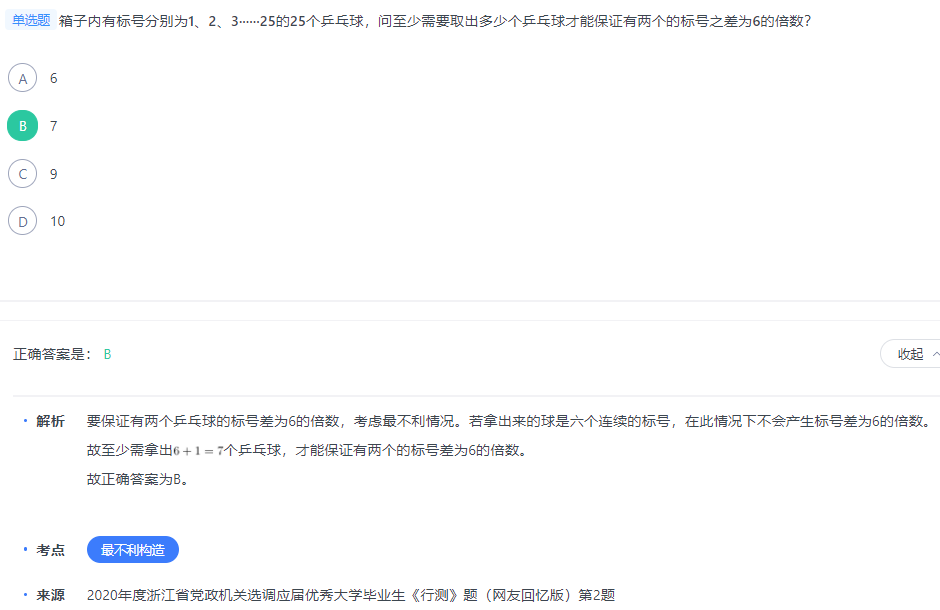 单选题 箱子内有标号分别为1、2、3······25的25个乒乓球，问至少需要取出多少个乒乓球才能保证有两个的标号之差为6的倍数？
A 6
B 7
C 9
D 10
正确答案是： B
收起
· 解析 要保证有两个乒乓球的标号差为6的倍数，考虑最不利情况。若拿出来的球是六个连续的标号，在此情况下不会产生标号差为6的倍数。
故至少需拿出6 + 1 = 7个乒乓球，才能保证有两个的标号差为6的倍数。
故正确答案为B。
· 考点 最不利构造
· 来源 2020年度浙江省党政机关选调应届优秀大学毕业生《行测》题（网友回忆版）第2题